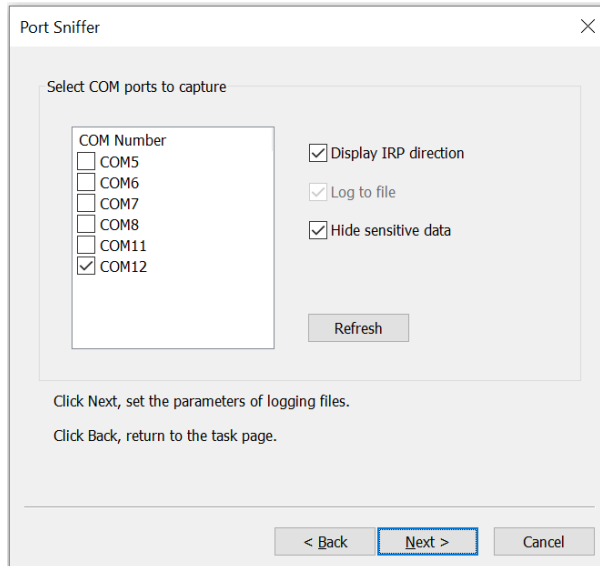 Port Sniffer
Select COM ports to capture
COM Number
COM5
COM6
COM7
COM8
COM11
COM12
Display IRP direction
Log to file
Hide sensitive data
Refresh
Click Next, set the parameters of logging files.
Click Back, return to the task page.
< Back
Next >
Cancel